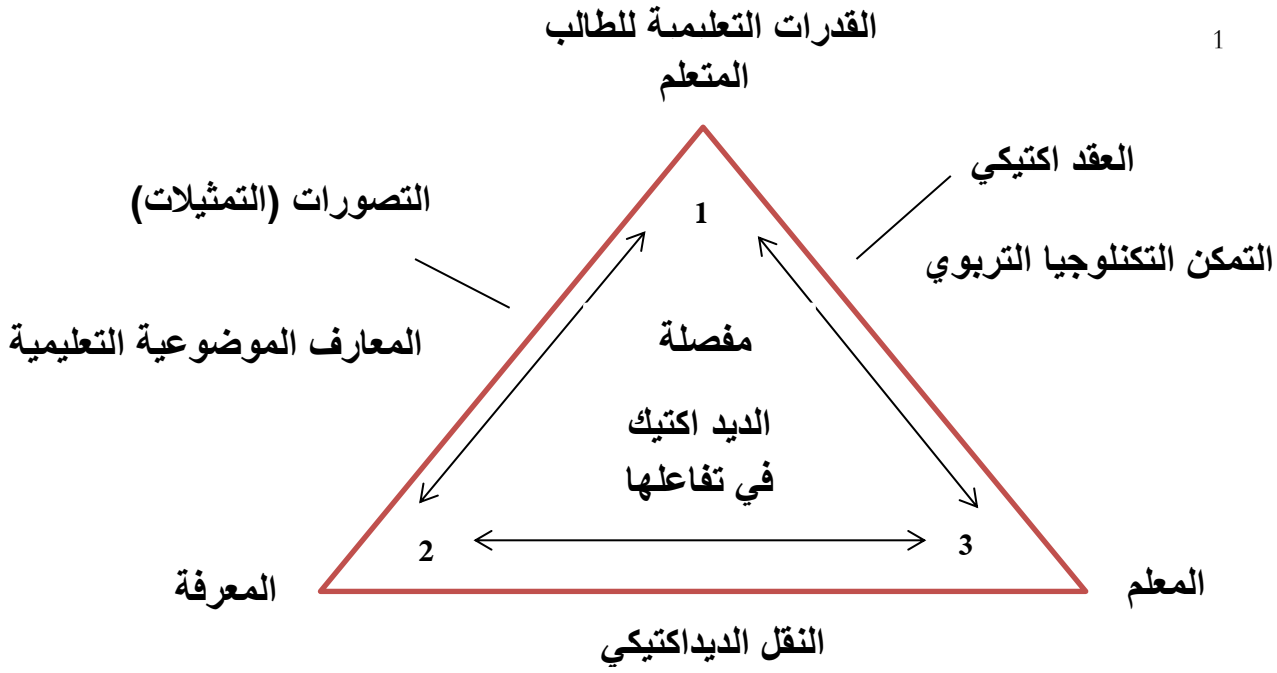 1
القدرات التعليمية للطالب
المتعلم
العقد اكتيكي
التصورات (التمثيلات)
1
التمكن التكنلوجيا التربوي
مفصلة
المعارف الموضوعية التعليمية
الديد اكتيك
في تفاعلها
2
3
المعلم
المعرفة
النقل الديداكتيكي